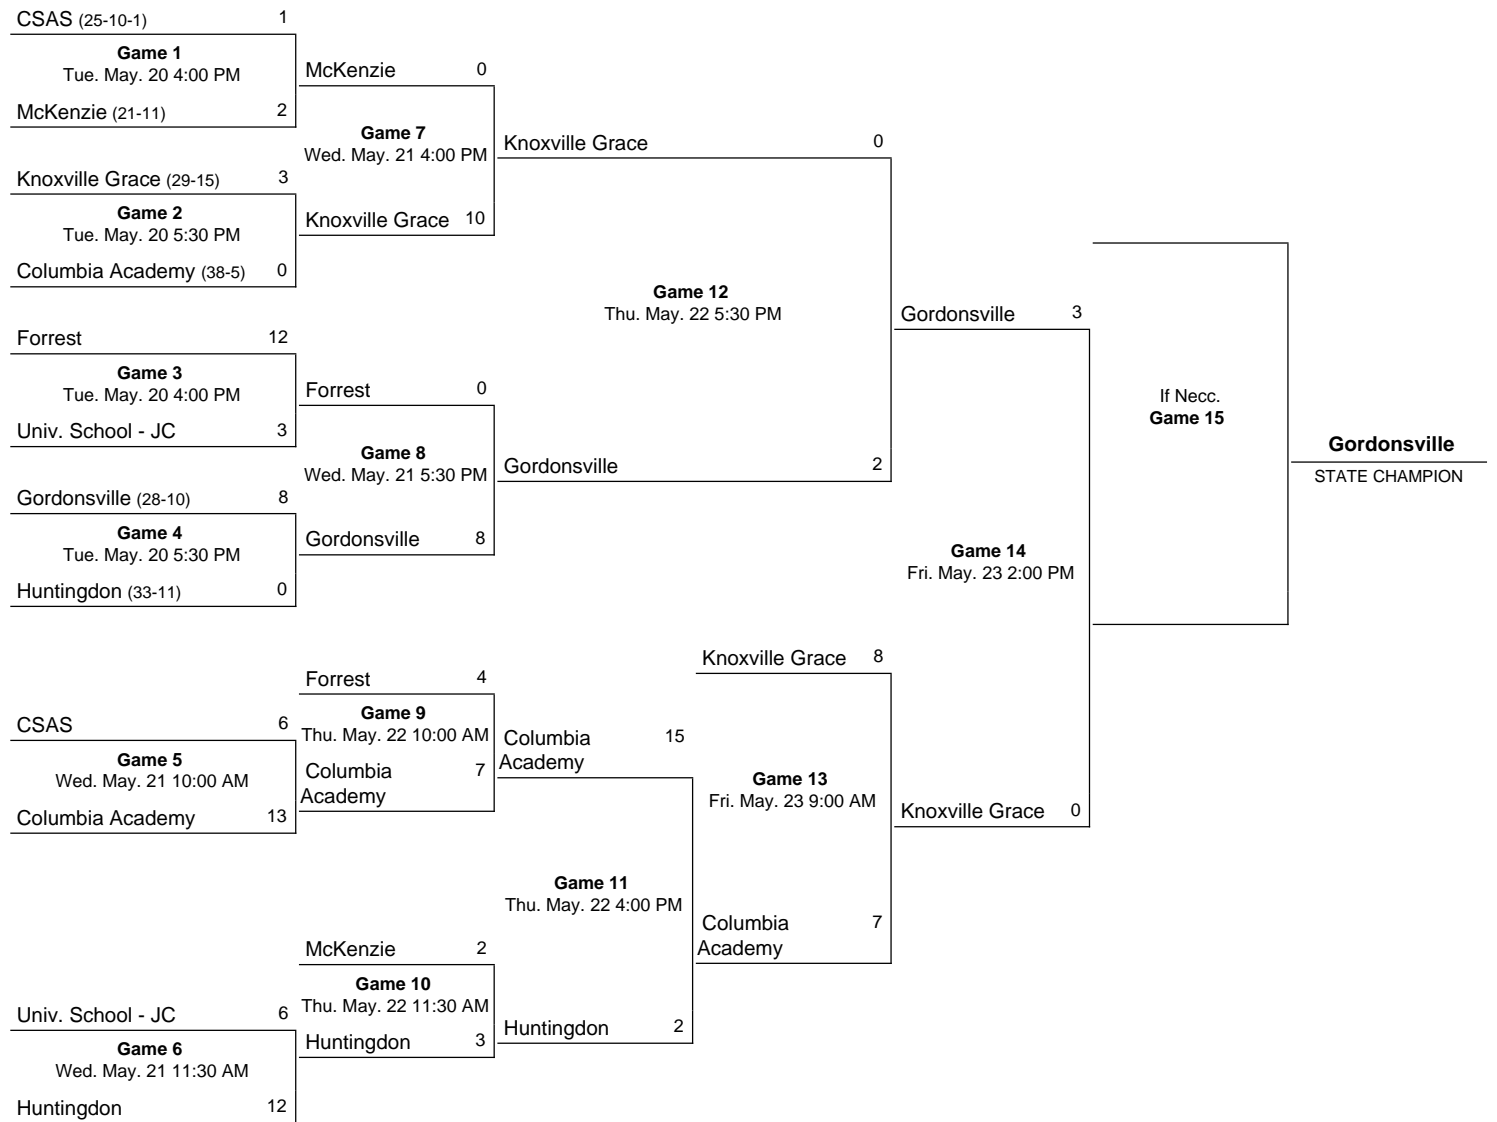 CSAS (25-10-1) 1
Game 1
Tue. May. 20 4:00 PM
McKenzie (21-11) 2
Knoxville Grace (29-15) 3
Game 2
Tue. May. 20 5:30 PM
Columbia Academy (38-5) 0
Forrest 12
Game 3
Tue. May. 20 4:00 PM
Univ. School - JC 3
Gordonsville (28-10) 8
Game 4
Tue. May. 20 5:30 PM
Huntingdon (33-11) 0
CSAS 6
Game 5
Wed. May. 21 10:00 AM
Columbia Academy 13
Univ. School - JC 6
Game 6
Wed. May. 21 11:30 AM
Huntingdon 12
McKenzie 0
Game 7
Wed. May. 21 4:00 PM
Knoxville Grace 10
Forrest 0
Game 8
Wed. May. 21 5:30 PM
Gordonsville 8
Forrest 4
Game 9
Thu. May. 22 10:00 AM
Columbia 7
Academy
McKenzie 2
Game 10
Thu. May. 22 11:30 AM
Huntingdon 3
Knoxville Grace 0
Game 12
Thu. May. 22 5:30 PM
Gordonsville 2
Columbia 15
Academy
Game 11
Thu. May. 22 4:00 PM
Huntingdon 2
Knoxville Grace 8
Game 13
Fri. May. 23 9:00 AM
Columbia 7
Academy
Gordonsville 3
Game 14
Fri. May. 23 2:00 PM
Knoxville Grace 0
If Necc.
Game 15
Gordonsville
STATE CHAMPION